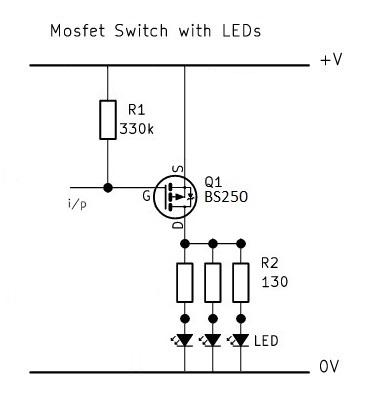 Mosfet Switch with LEDs
+V
R1
330k
S
Q1
G
BS250
i/p
D
R2
130
LED
0V